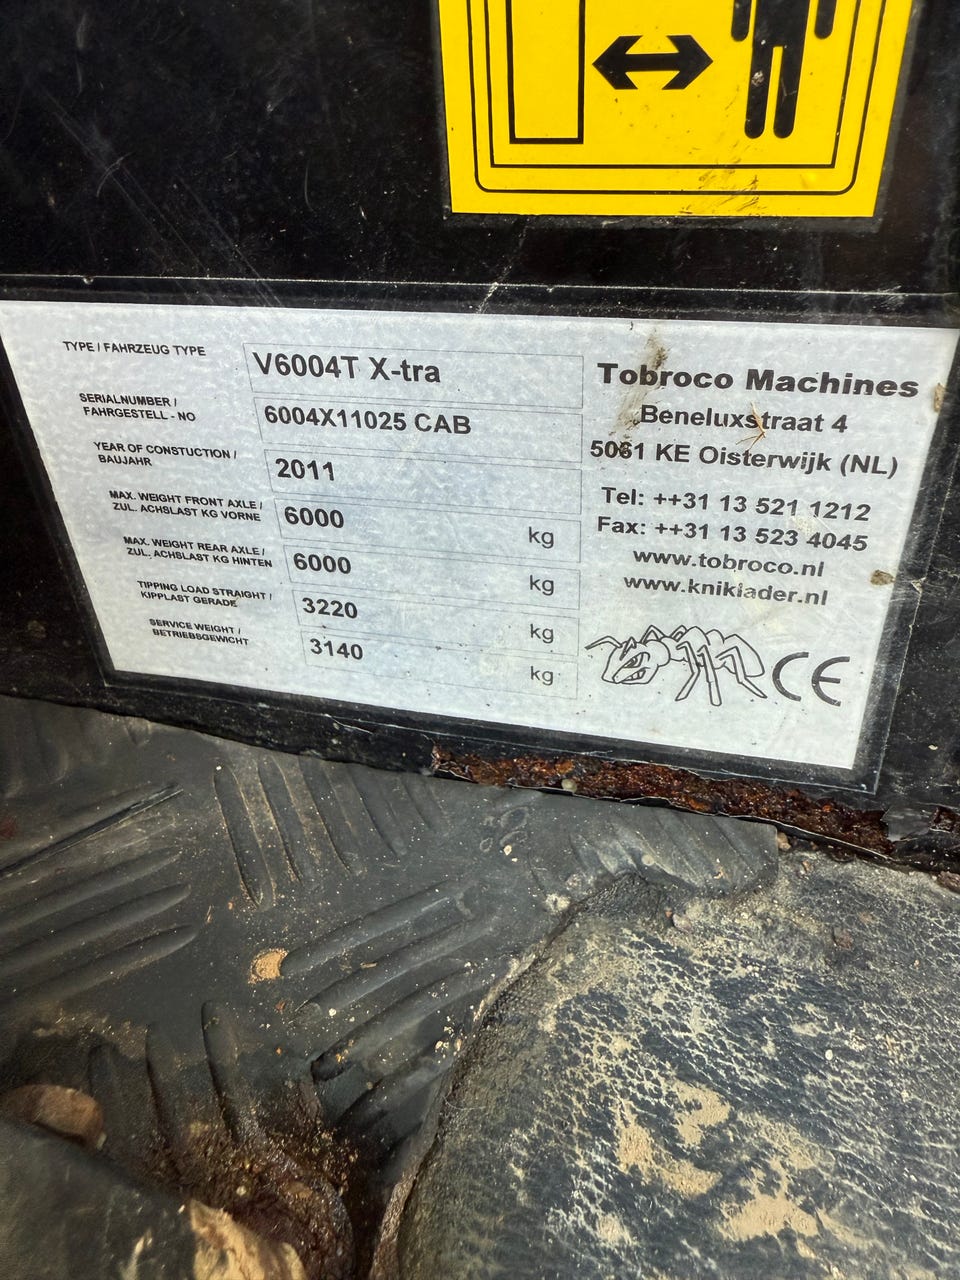 TYPE / FAHRZEUG TYPE
V6004T X-tra
SERIALNUMBER /
FAHRGESTELL - NO
6004X11025 CAB
YEAR OF CONSTUCTION /
BAUJAHR
2011
MAX. WEIGHT FRONT AXLE /
ZUL. ACHSLAST KG VORNE
6000 kg
MAX. WEIGHT REAR AXLE /
ZUL. ACHSLAST KG HINTEN
6000 kg
TIPPING LOAD STRAIGHT /
KIPPLAST GERADE
3220 kg
SERVICE WEIGHT /
BETRIEBSGEWICHT
3140 kg
Tobroco Machines
Beneluxstraat 4
5061 KE Oisterwijk (NL)
Tel: ++31 13 521 1212
Fax: ++31 13 523 4045
www.tobroco.nl
www.kniklader.nl
CE